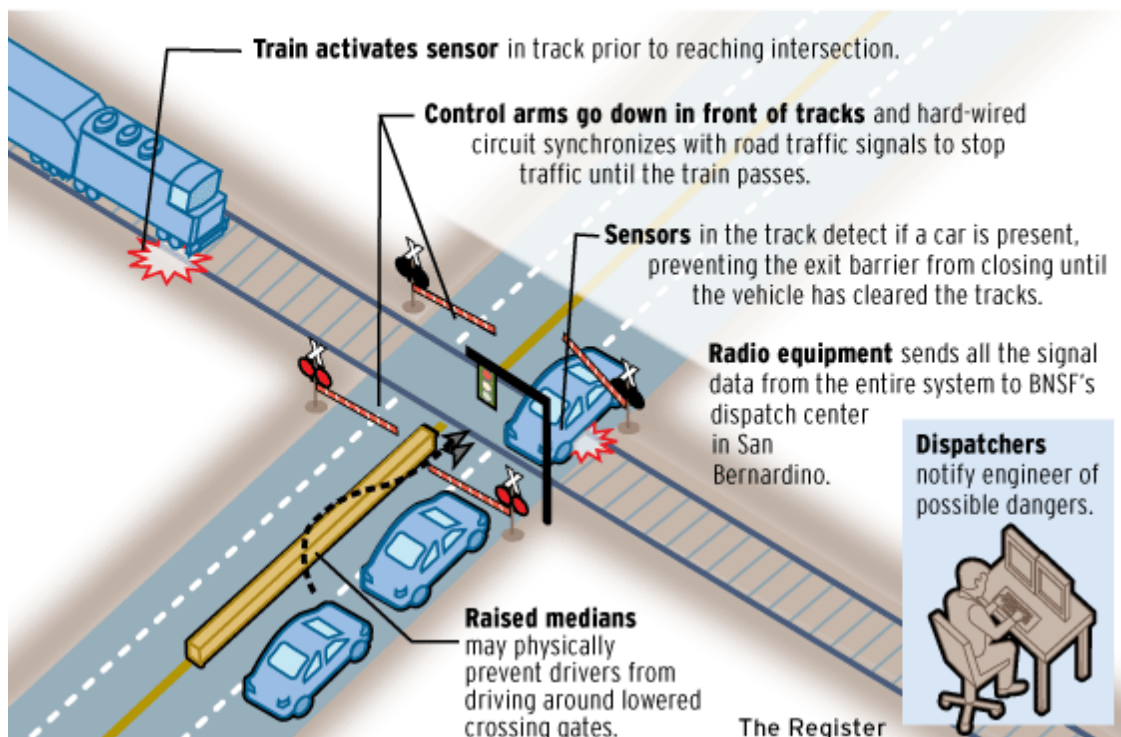 Train activates sensor in track prior to reaching intersection.
Control arms go down in front of tracks and hard-wired
circuit synchronizes with road traffic signals to stop
traffic until the train passes.
Sensors in the track detect if a car is present,
preventing the exit barrier from closing until
the vehicle has cleared the tracks.
Radio equipment sends all the signal
data from the entire system to BNSF's
dispatch center
in San
Bernardino.
Dispatchers
notify engineer of
possible dangers.
Raised medians
may physically
prevent drivers from
driving around lowered
crossing gates.
The Register